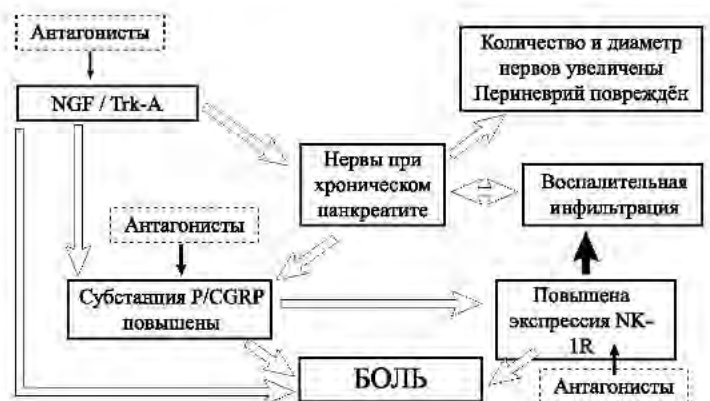 Антагонисты
NGF / Trk-A
Количество и диаметр
нервов увеличены
Периневрий повреждён
Нервы при
хроническом
панкреатите
Воспалительная
инфильтрация
Антагонисты
Субстанция P/CGRP
повышены
Повышена
экспрессия NK-
1R
БОЛЬ
Антагонисты